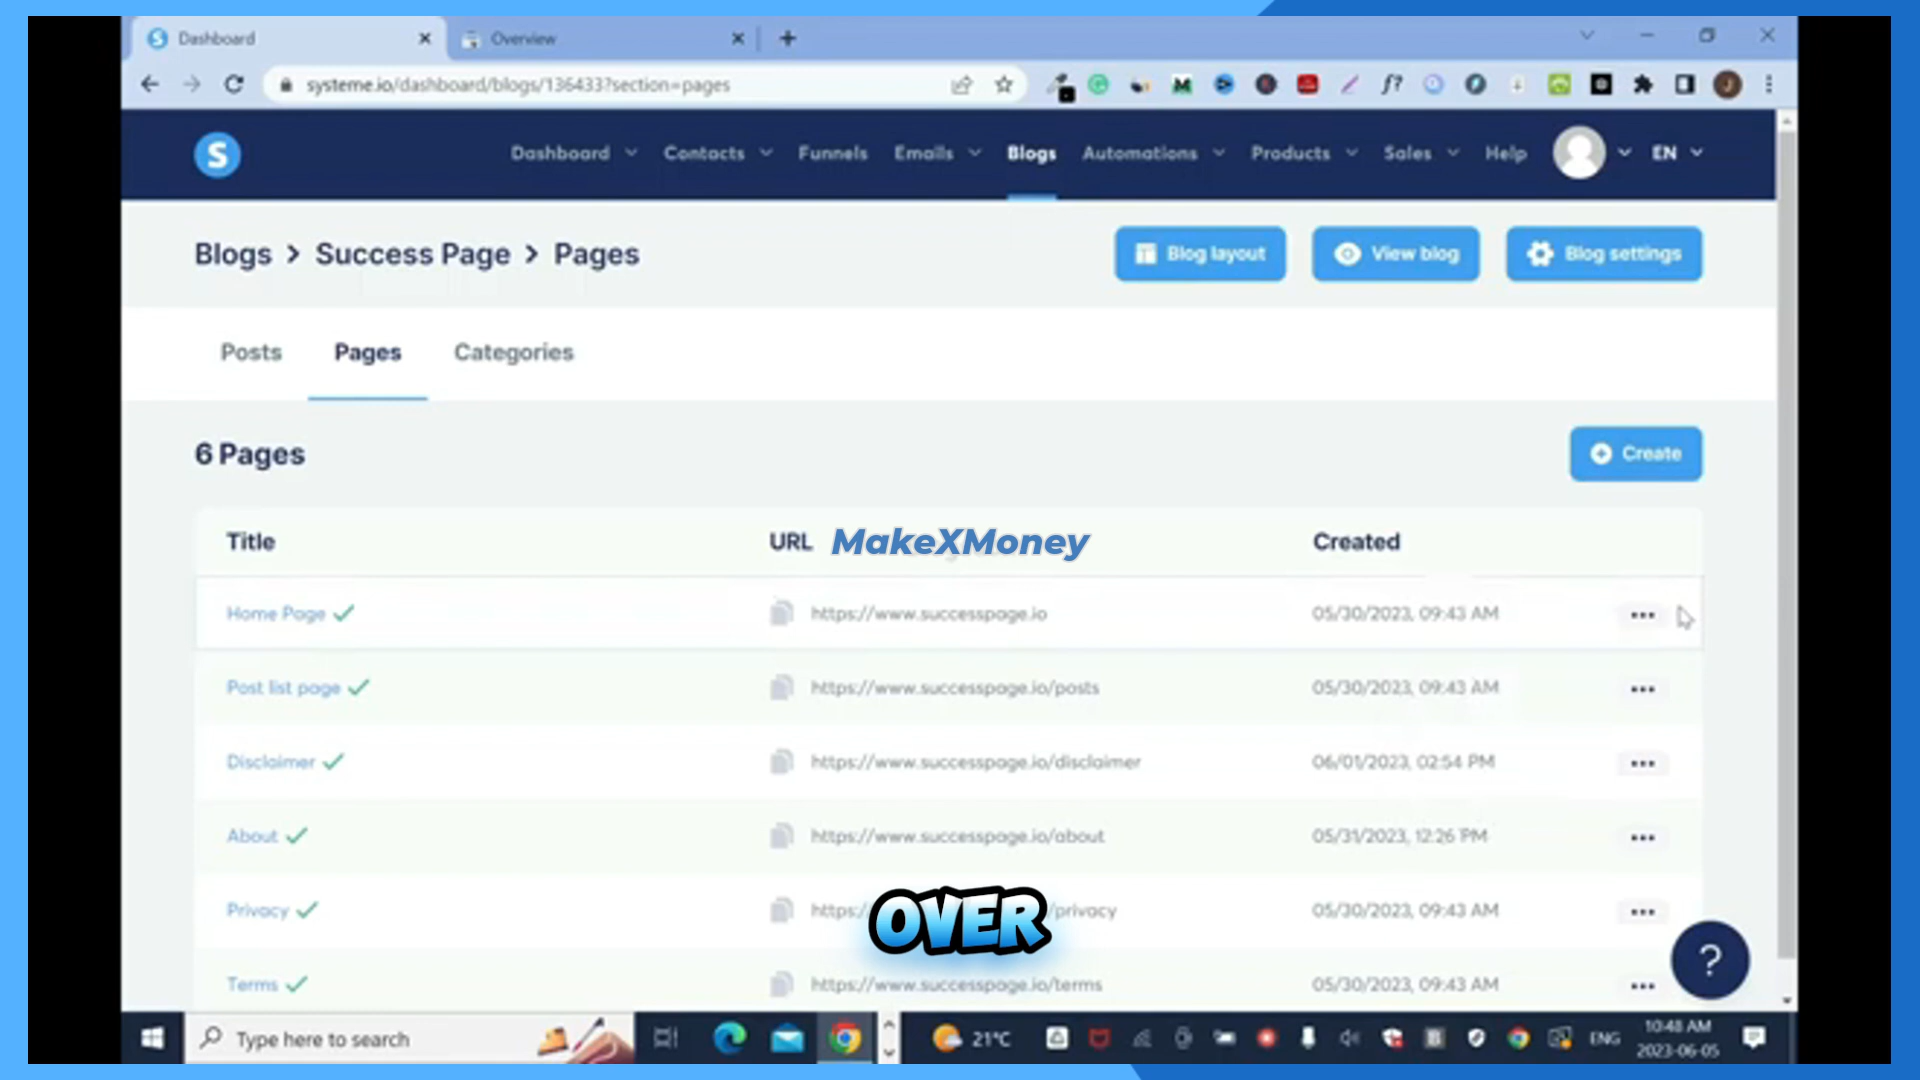 Dashboard
Overview
systeme.io/dashboard/blogs/136433?section=pages
S
Dashboard
Contacts
Funnels
Emails
Blogs
Automations
Products
Sales
Help
EN
Blogs > Success Page > Pages
Blog layout
View blog
Blog settings
Posts
Pages
Categories
6 Pages
Create
Title
URL
MakeXMoney
Created
Home Page
https://www.successpage.io
05/30/2023, 09:43 AM
Post list page
https://www.successpage.io/posts
05/30/2023, 09:43 AM
Disclaimer
https://www.successpage.io/disclaimer
06/01/2023, 02:54 PM
About
https://www.successpage.io/about
05/31/2023, 12:26 PM
Privacy
https:/
OVER
/privacy
05/30/2023, 09:43 AM
Terms
https://www.successpage.io/terms
05/30/2023, 09:43 AM
?
Type here to search
21°C
ENG
10:48 AM
2023-06-05